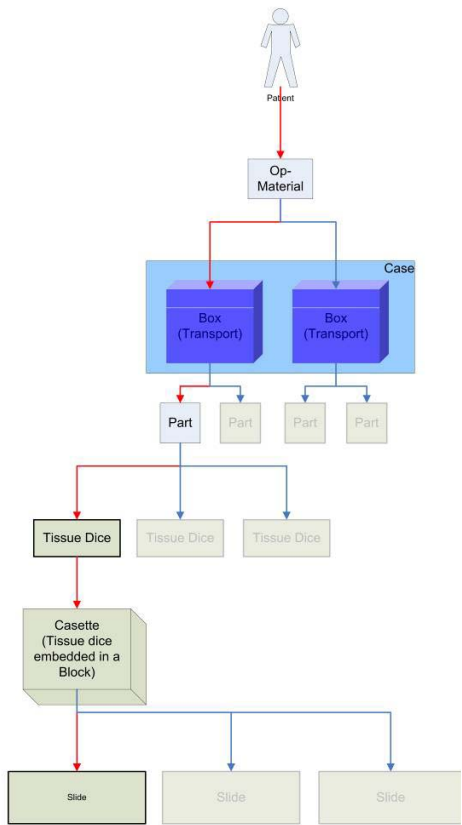 Patient
Op-
Material
Case
Box
(Transport)
Box
(Transport)
Part
Part
Part
Part
Tissue Dice
Tissue Dice
Tissue Dice
Casette
(Tissue dice
embedded in a
Block)
Slide
Slide
Slide